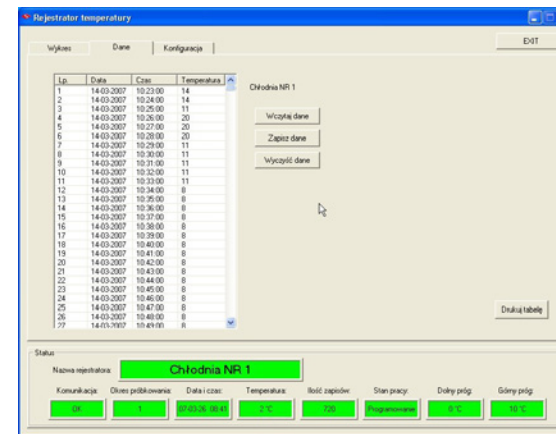 Rejestrator temperatury
Wykres Dane Konfiguracja EXIT
Lp. Data Czas Temperatura
1 14-03-2007 10:23:00 14
2 14-03-2007 10:24:00 14
3 14-03-2007 10:25:00 11
4 14-03-2007 10:26:00 20
5 14-03-2007 10:27:00 20
6 14-03-2007 10:28:00 20
7 14-03-2007 10:29:00 11
8 14-03-2007 10:30:00 11
9 14-03-2007 10:31:00 11
10 14-03-2007 10:32:00 11
11 14-03-2007 10:33:00 11
12 14-03-2007 10:34:00 8
13 14-03-2007 10:35:00 8
14 14-03-2007 10:36:00 8
15 14-03-2007 10:37:00 8
16 14-03-2007 10:38:00 8
17 14-03-2007 10:39:00 8
18 14-03-2007 10:40:00 8
19 14-03-2007 10:41:00 8
20 14-03-2007 10:42:00 8
21 14-03-2007 10:43:00 8
22 14-03-2007 10:44:00 8
23 14-03-2007 10:45:00 8
24 14-03-2007 10:46:00 8
25 14-03-2007 10:47:00 8
26 14-03-2007 10:48:00 8
27 14-03-2007 10:49:00 8
Chłodnia NR 1
Wczytaj dane
Zapisz dane
Wyczyść dane
Drukuj tabelę
Status
Nazwa rejestratora: Chłodnia NR 1
Komunikacja: Okres próbkowania: Data i czas: Temperatura: Ilość zapisów: Stan pracy: Dolny próg: Górny próg:
OK 1 07-03-26 08:41 2 °C 720 Programowanie 0 °C 10 °C